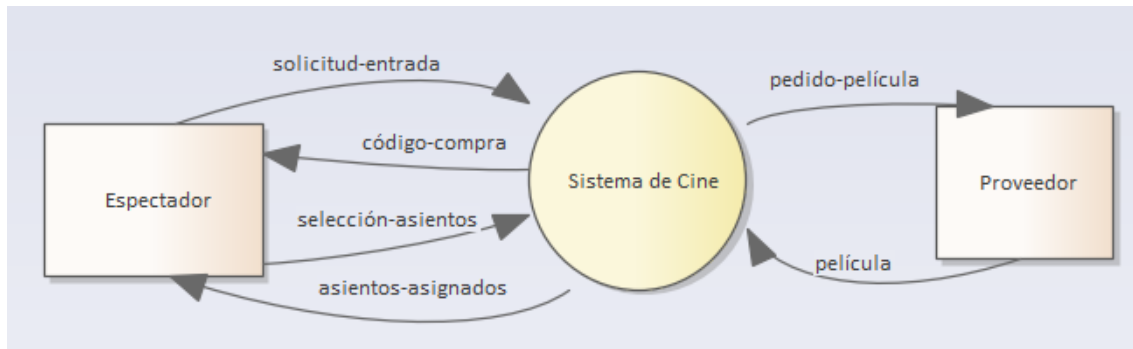 solicitud-entrada
pedido-película
código-compra
Espectador
Sistema de Cine
Proveedor
selección-asientos
película
asientos-asignados